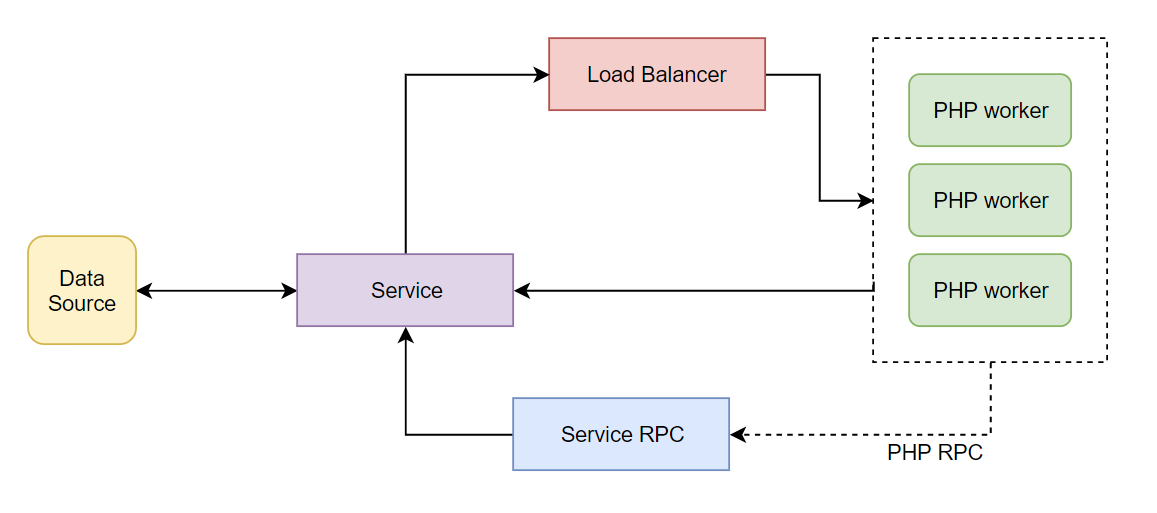 Load Balancer
PHP worker
PHP worker
PHP worker
Data
Source
Service
Service RPC
PHP RPC